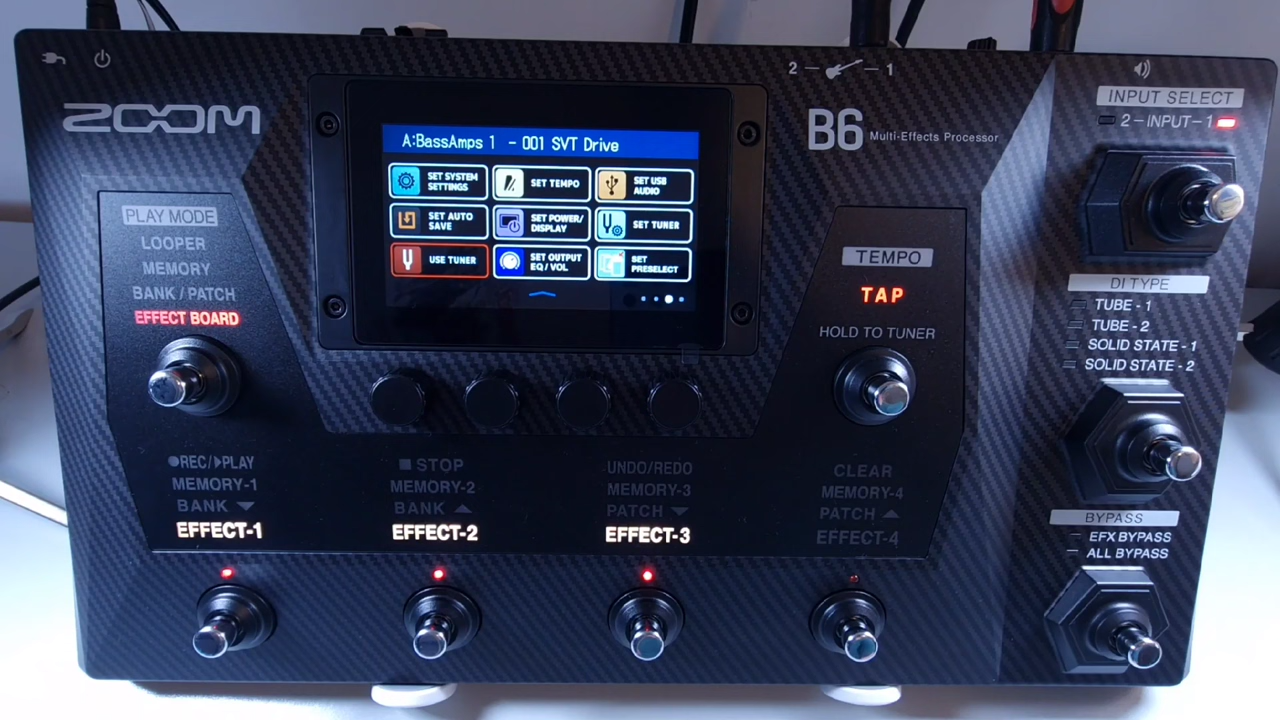 ZOOM
2 1
B6 Multi-Effects Processor
INPUT SELECT
2-INPUT-1
A:BassAmps 1 - 001 SVT Drive
SET SYSTEM
SETTINGS
SET TEMPO
SET USB
AUDIO
SET AUTO
SAVE
SET POWER/
DISPLAY
SET TUNER
USE TUNER
SET OUTPUT
EQ / VOL
SET
PRESELECT
PLAY MODE
LOOPER
MEMORY
BANK / PATCH
EFFECT BOARD
TEMPO
TAP
HOLD TO TUNER
DI TYPE
TUBE - 1
TUBE - 2
SOLID STATE - 1
SOLID STATE - 2
●REC/▶PLAY
MEMORY-1
BANK ▼
EFFECT-1
■ STOP
MEMORY-2
BANK ▲
EFFECT-2
UNDO/REDO
MEMORY-3
PATCH ▼
EFFECT-3
CLEAR
MEMORY-4
PATCH ▲
EFFECT-4
BYPASS
EFX BYPASS
ALL BYPASS